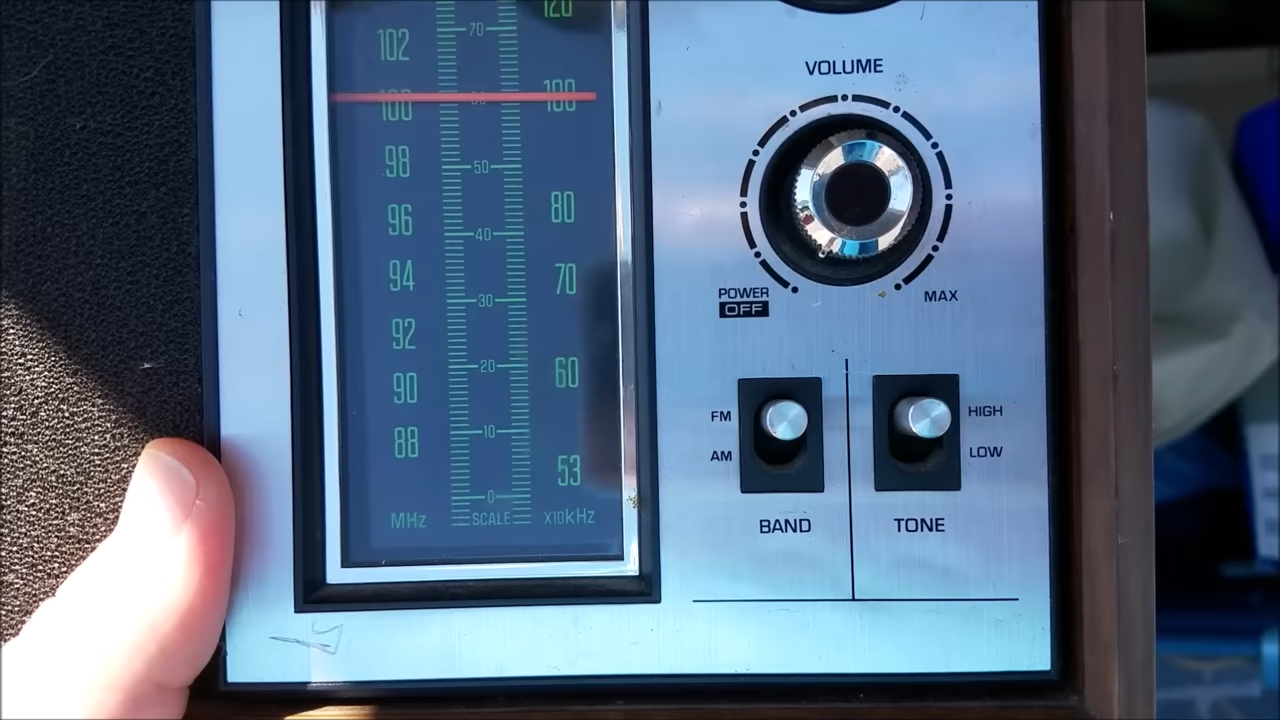 120
70
102
100 60 100
98
50
96 80
40
94 70
30
92
20 60
90
10
88 53
0
MHz SCALE X10kHz
VOLUME
POWER
OFF
MAX
FM
AM
BAND
HIGH
LOW
TONE